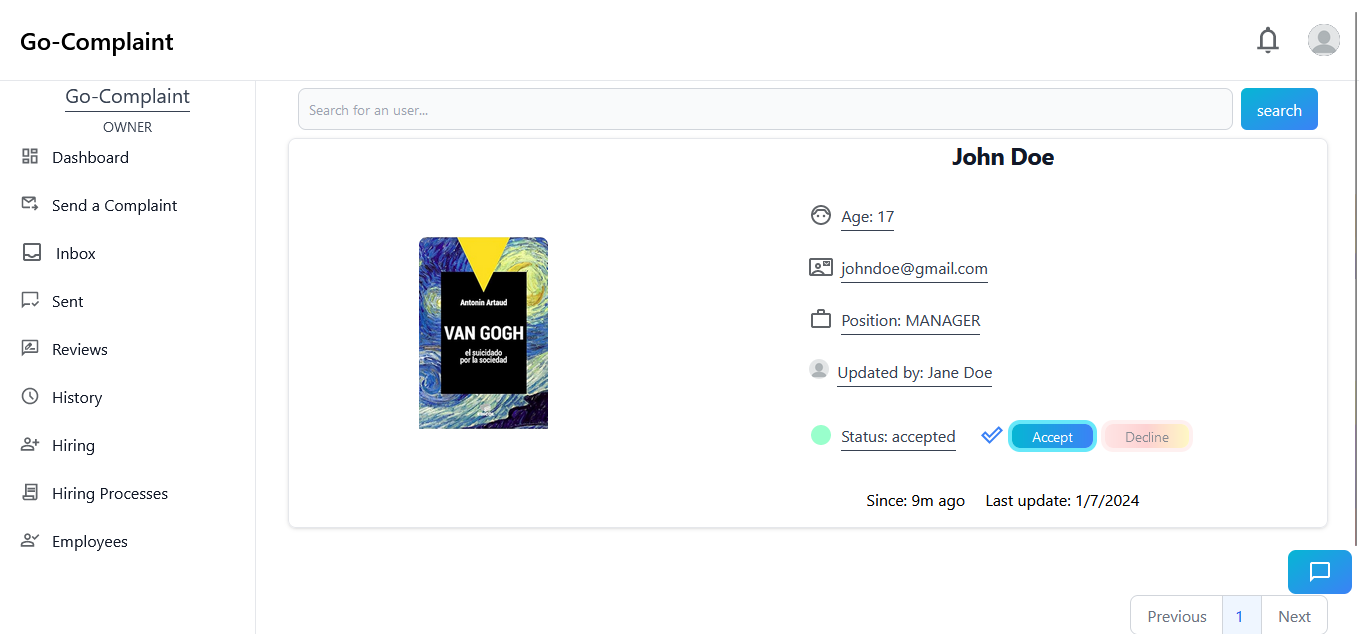 Go-Complaint
Go-Complaint
OWNER
Dashboard
Send a Complaint
Inbox
Sent
Reviews
History
Hiring
Hiring Processes
Employees
Search for an user...
search
John Doe
Antonin Artaud
VAN GOGH
el suicidado
por la sociedad
Age: 17
johndoe@gmail.com
Position: MANAGER
Updated by: Jane Doe
Status: accepted
Accept
Decline
Since: 9m ago Last update: 1/7/2024
Previous 1 Next